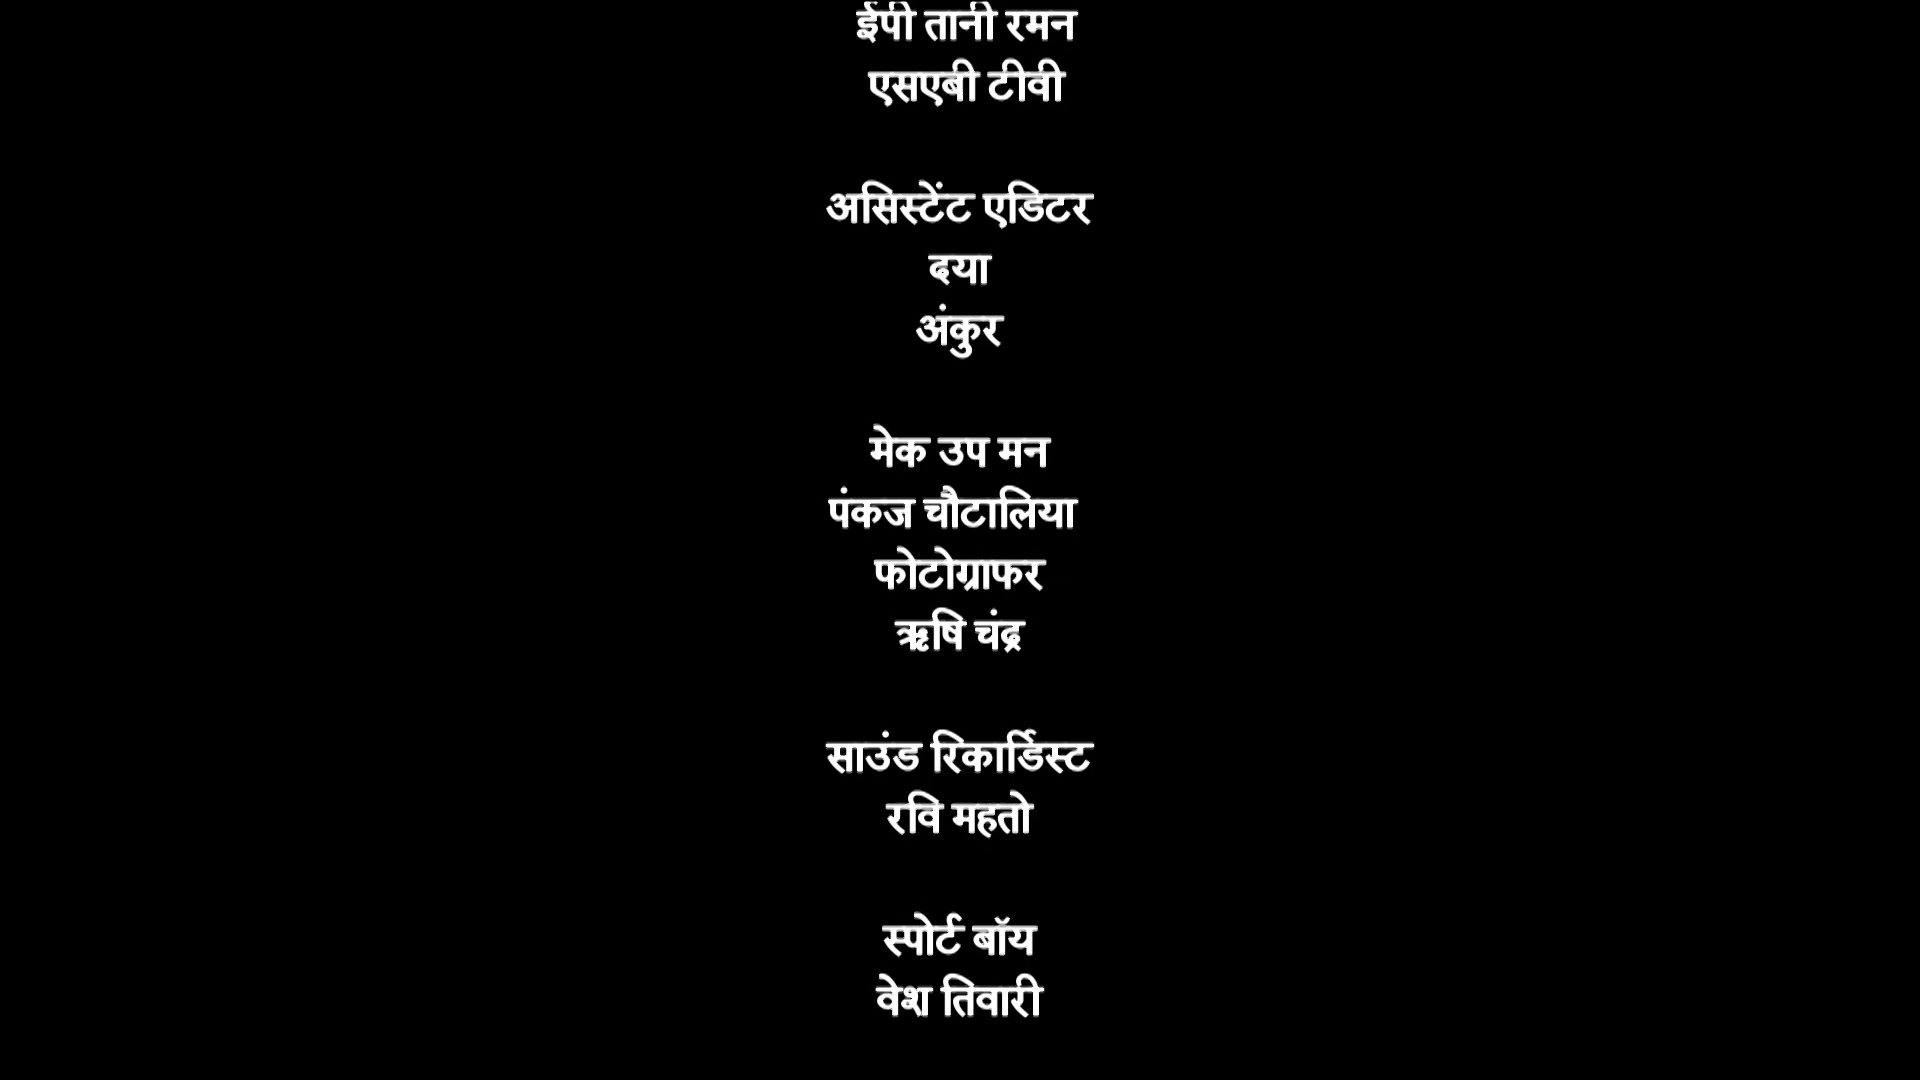 ईपी तानी रमन
एसएबी टीवी
असिस्टेंट एडिटर
दया
अंकुर
मेक उप मन
पंकज चौटालिया
फोटोग्राफर
ऋषि चंद्र
साउंड रिकार्डिस्ट
रवि महतो
स्पोर्ट बॉय
वेश तिवारी